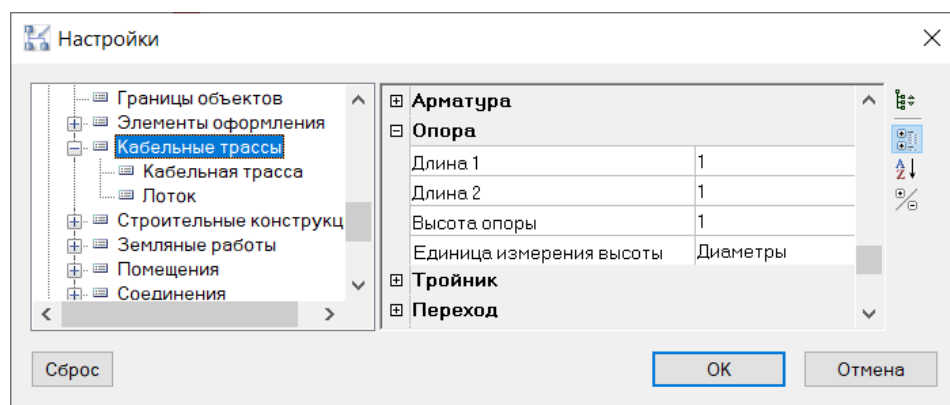 Настройки
Границы объектов
Элементы оформления
Кабельные трассы
Кабельная трасса
Лоток
Строительные конструкц
Земляные работы
Помещения
Соединения
Арматура
Опора
Длина 1 1
Длина 2 1
Высота опоры 1
Единица измерения высоты Диаметры
Тройник
Переход
Сброс
OK
Отмена